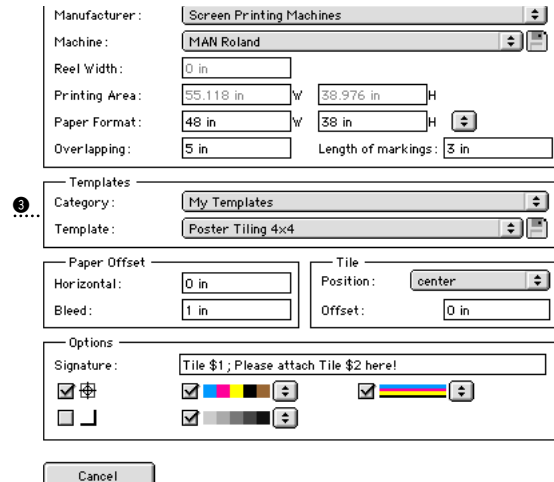 Manufacturer: Screen Printing Machines
Machine: MAN Roland
Reel Width: 0 in
Printing Area: 55.118 in W 38.976 in H
Paper Format: 48 in W 38 in H
Overlapping: 5 in Length of markings: 3 in
Templates
3 Category: My Templates
Template: Poster Tiling 4x4
Paper Offset Tile
Horizontal: 0 in Position: center
Bleed: 1 in Offset: 0 in
Options
Signature: Tile $1; Please attach Tile $2 here!
Cancel